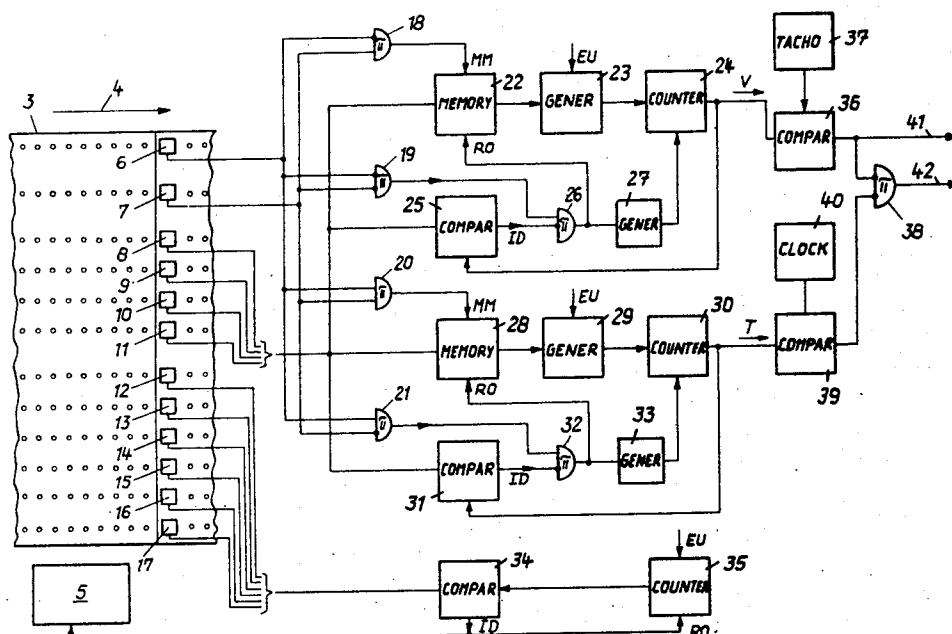 18
EU
TACHO
37
MM
3
4
22
23
24
V
MEMORY
GENER
COUNTER
36
COMPAR
41
6
RO
19
42
7
26
27
25
40
38
8
COMPAR
ID
GENER
CLOCK
9
20
10
MM
EU
30
11
28
29
T
MEMORY
GENER
COUNTER
COMPAR
12
RO
39
13
21
32
33
14
15
COMPAR
ID
GENER
16
31
17
34
EU
35
5
COMPAR
COUNTER
ID
RO